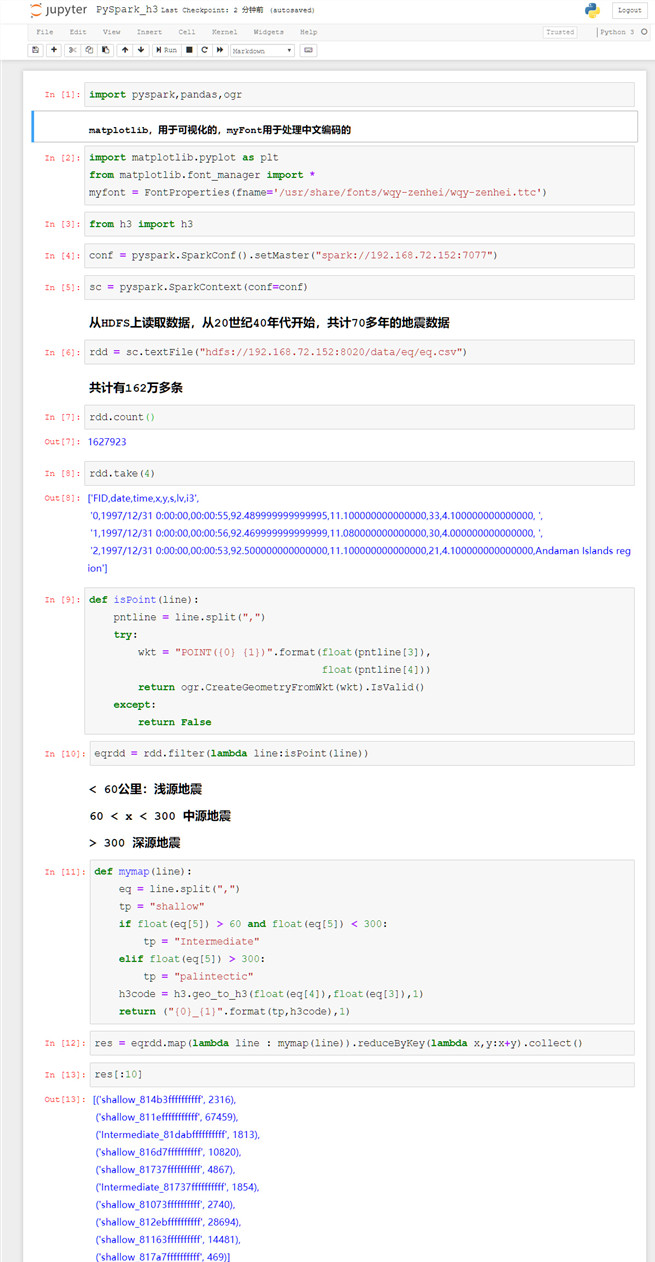 jupyter PySpark_h3 Last Checkpoint: 2 分钟前 (autosaved) Logout
File Edit View Insert Cell Kernel Widgets Help Trusted Python 3
Run Markdown
In [1]: import pyspark,pandas,ogr
matplotlib，用于可视化的，myFont用于处理中文编码的
In [2]: import matplotlib.pyplot as plt
from matplotlib.font_manager import *
myfont = FontProperties(fname='/usr/share/fonts/wqy-zenhei/wqy-zenhei.ttc')
In [3]: from h3 import h3
In [4]: conf = pyspark.SparkConf().setMaster("spark://192.168.72.152:7077")
In [5]: sc = pyspark.SparkContext(conf=conf)
从HDFS上读取数据，从20世纪40年代开始，共计70多年的地震数据
In [6]: rdd = sc.textFile("hdfs://192.168.72.152:8020/data/eq/eq.csv")
共计有162万多条
In [7]: rdd.count()
Out[7]: 1627923
In [8]: rdd.take(4)
Out[8]: ['FID,date,time,x,y,s,lv,i3',
'0,1997/12/31 0:00:00,00:00:55,92.489999999999995,11.100000000000000,33,4.100000000000000, ',
'1,1997/12/31 0:00:00,00:00:56,92.469999999999999,11.080000000000000,30,4.000000000000000, ',
'2,1997/12/31 0:00:00,00:00:53,92.500000000000000,11.100000000000000,21,4.100000000000000,Andaman Islands reg
ion']
In [9]: def isPoint(line):
pntline = line.split(",")
try:
wkt = "POINT({0} {1})".format(float(pntline[3]),
float(pntline[4]))
return ogr.CreateGeometryFromWkt(wkt).IsValid()
except:
return False
In [10]: eqrdd = rdd.filter(lambda line:isPoint(line))
< 60公里：浅源地震
60 < x < 300 中源地震
> 300 深源地震
In [11]: def mymap(line):
eq = line.split(",")
tp = "shallow"
if float(eq[5]) > 60 and float(eq[5]) < 300:
tp = "Intermediate"
elif float(eq[5]) > 300:
tp = "palintectic"
h3code = h3.geo_to_h3(float(eq[4]),float(eq[3]),1)
return ("{0}_{1}".format(tp,h3code),1)
In [12]: res = eqrdd.map(lambda line : mymap(line)).reduceByKey(lambda x,y:x+y).collect()
In [13]: res[:10]
Out[13]: [('shallow_814b3ffffffffff', 2316),
('shallow_811efffffffffff', 67459),
('Intermediate_81dabffffffffff', 1813),
('shallow_816d7ffffffffff', 10820),
('shallow_81737ffffffffff', 4867),
('Intermediate_81737ffffffffff', 1854),
('shallow_81073ffffffffff', 2740),
('shallow_812ebffffffffff', 28694),
('shallow_81163ffffffffff', 14481),
('shallow_817a7ffffffffff', 469)]